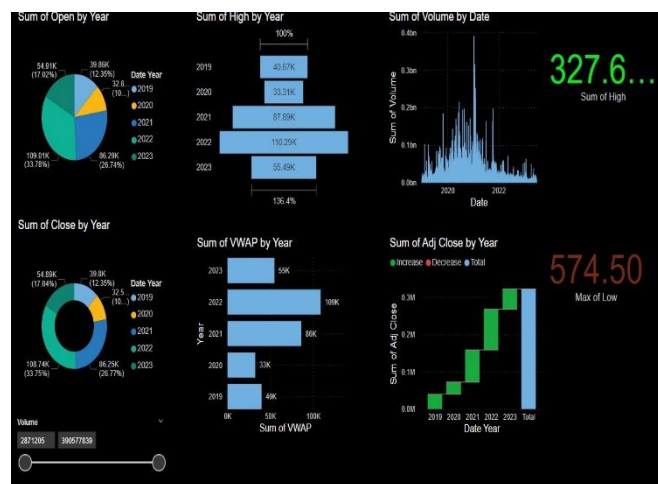 Sum of Open by Year
54.91K
(17.02%)
39.86K
(12.35%)
32.6...
(10...)
109.01K
(33.78%)
86.29K
(26.74%)
Date Year
2019
2020
2021
2022
2023
Sum of High by Year
100%
2019
40.67K
2020
33.31K
2021
87.89K
2022
110.29K
2023
55.49K
136.4%
Sum of Volume by Date
Sum of Volume
0.4bn
0.3bn
0.2bn
0.1bn
0.0bn
2020
2022
Date
327.6...
Sum of High
Sum of Close by Year
54.89K
(17.04%)
39.8K
(12.35%)
32.5...
(10...)
108.74K
(33.75%)
86.25K
(26.77%)
Date Year
2019
2020
2021
2022
2023
Sum of VWAP by Year
Year
2023
55K
2022
109K
2021
86K
2020
33K
2019
40K
0K
50K
100K
Sum of VWAP
Sum of Adj Close by Year
Increase
Decrease
Total
Sum of Adj Close
0.3M
0.2M
0.1M
0.0M
2019
2020
2021
2022
2023
Total
Date Year
574.50
Max of Low
Volume
2871205
390577839